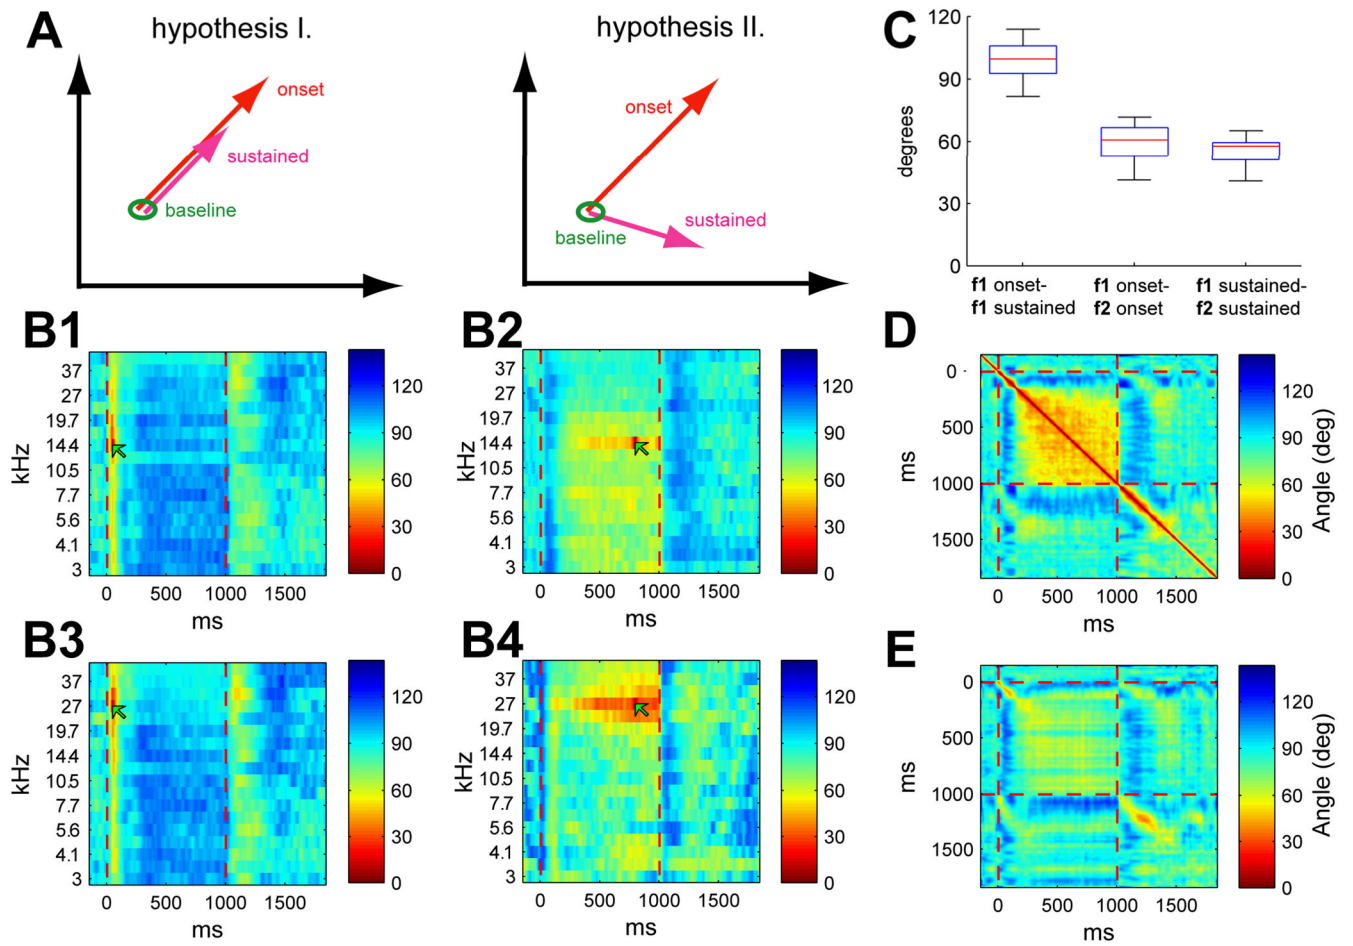 A
hypothesis I.
onset
sustained
baseline
hypothesis II.
onset
sustained
baseline
C
degrees
120
90
60
30
0
f1 onset-
f1 sustained
f1 onset-
f2 onset
f1 sustained-
f2 sustained
B1
kHz
37
27
19.7
14.4
10.5
7.7
5.6
4.1
3
0 500 1000 1500
ms
120
90
60
30
0
B2
kHz
37
27
19.7
14.4
10.5
7.7
5.6
4.1
3
0 500 1000 1500
ms
120
90
60
30
0
D
ms
0
500
1000
1500
0 500 1000 1500
120
90
60
30
0
Angle (deg)
B3
kHz
37
27
19.7
14.4
10.5
7.7
5.6
4.1
3
0 500 1000 1500
ms
120
90
60
30
0
B4
kHz
37
27
19.7
14.4
10.5
7.7
5.6
4.1
3
0 500 1000 1500
ms
120
90
60
30
0
E
ms
0
500
1000
1500
0 500 1000 1500
ms
120
90
60
30
0
Angle (deg)